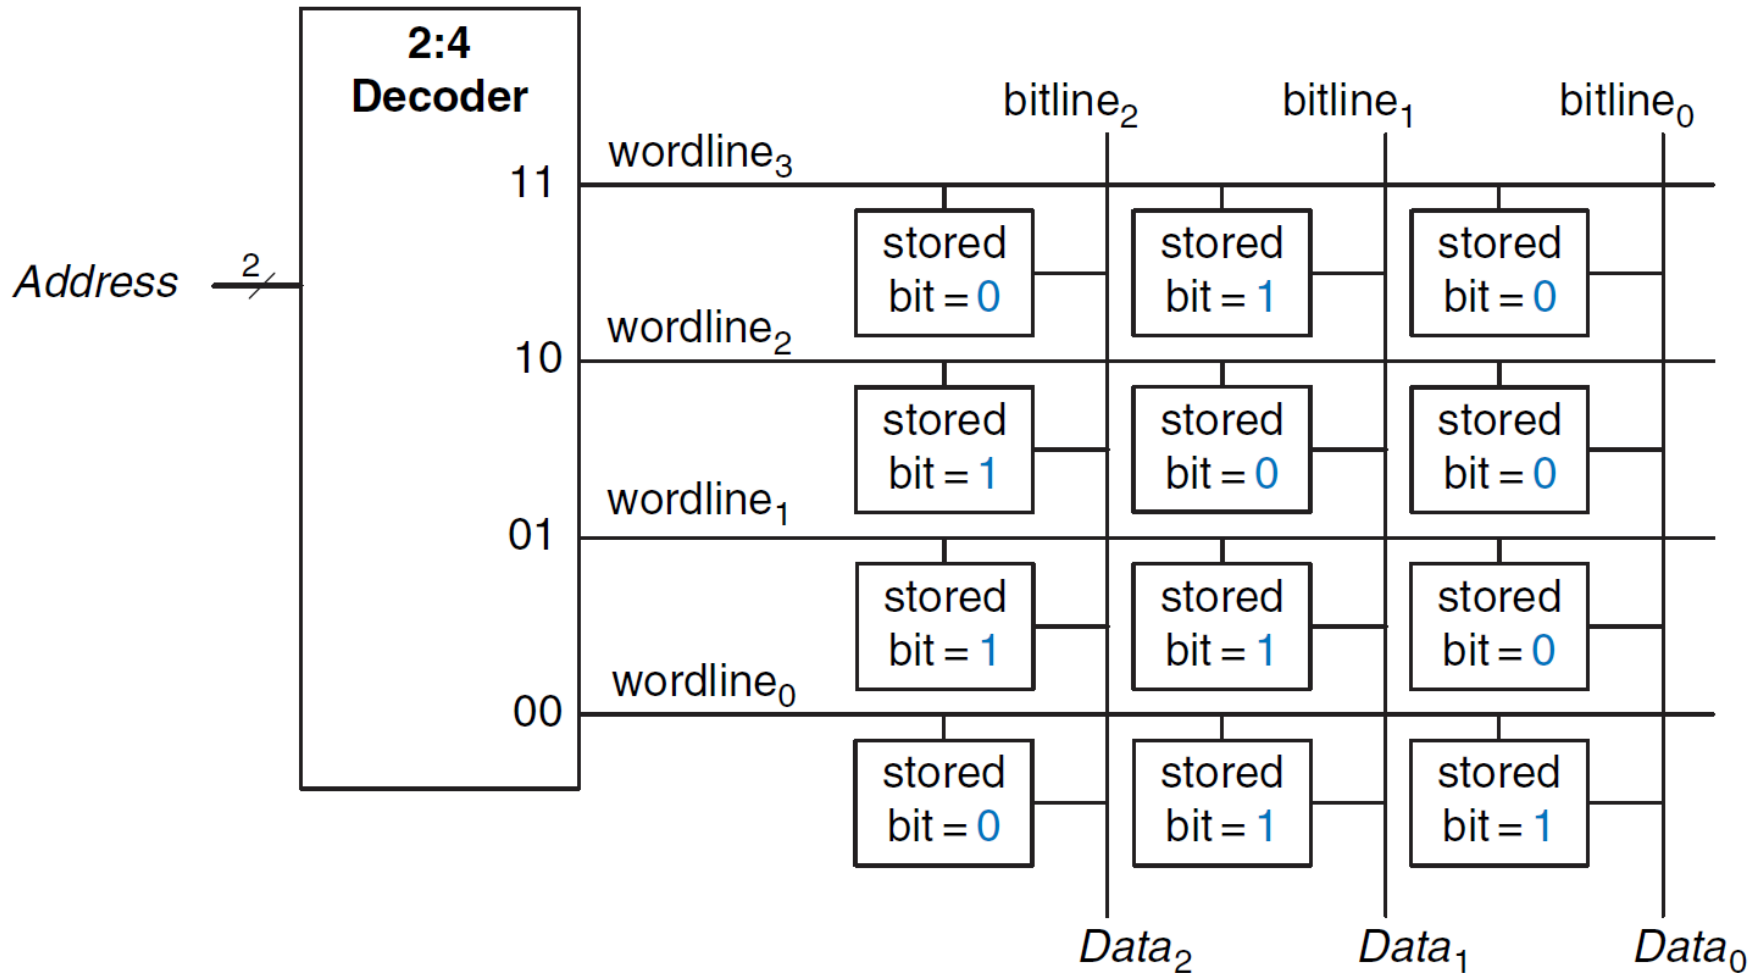 2:4
Decoder
bitline₂ bitline₁ bitline₀
wordline₃
11
stored stored stored
bit = 0 bit = 1 bit = 0
Address 2
wordline₂
10
stored stored stored
bit = 1 bit = 0 bit = 0
wordline₁
01
stored stored stored
bit = 1 bit = 1 bit = 0
wordline₀
00
stored stored stored
bit = 0 bit = 1 bit = 1
Data₂ Data₁ Data₀